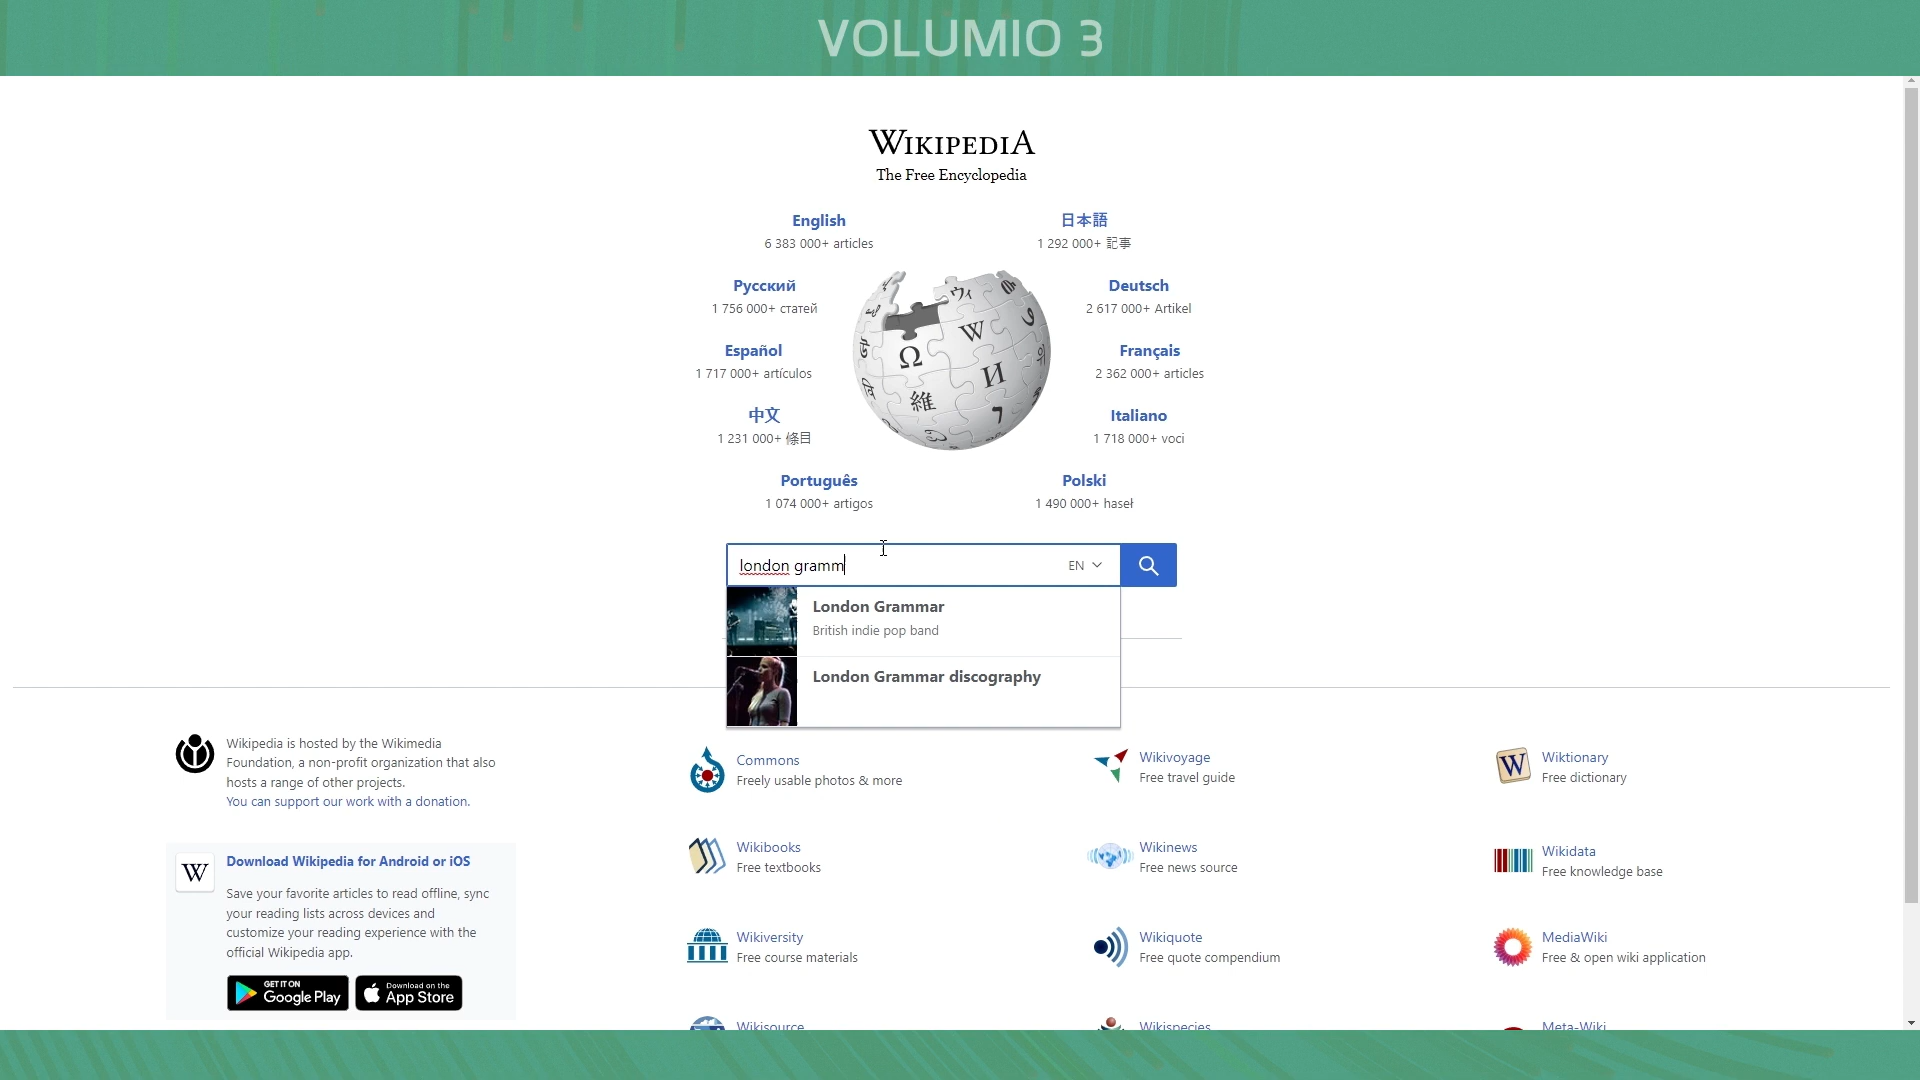 VOLUMIO 3
WIKIPEDIA
The Free Encyclopedia
English
6 383 000+ articles
日本語
1 292 000+ 記事
Русский
1 756 000+ статей
Deutsch
2 617 000+ Artikel
Español
1 717 000+ artículos
Français
2 362 000+ articles
中文
1 231 000+ 條目
Italiano
1 718 000+ voci
Português
1 074 000+ artigos
Polski
1 490 000+ haseł
Ω
W
И
維
ウィ
london gramm
EN
London Grammar
British indie pop band
London Grammar discography
Wikipedia is hosted by the Wikimedia
Foundation, a non-profit organization that also
hosts a range of other projects.
You can support our work with a donation.
W
Download Wikipedia for Android or iOS
Save your favorite articles to read offline, sync
your reading lists across devices and
customize your reading experience with the
official Wikipedia app.
GET IT ON
Google Play
Download on the
App Store
Commons
Freely usable photos & more
Wikivoyage
Free travel guide
W
Wiktionary
Free dictionary
Wikibooks
Free textbooks
Wikinews
Free news source
Wikidata
Free knowledge base
Wikiversity
Free course materials
Wikiquote
Free quote compendium
MediaWiki
Free & open wiki application
Wikisource
Wikispecies
Meta-Wiki